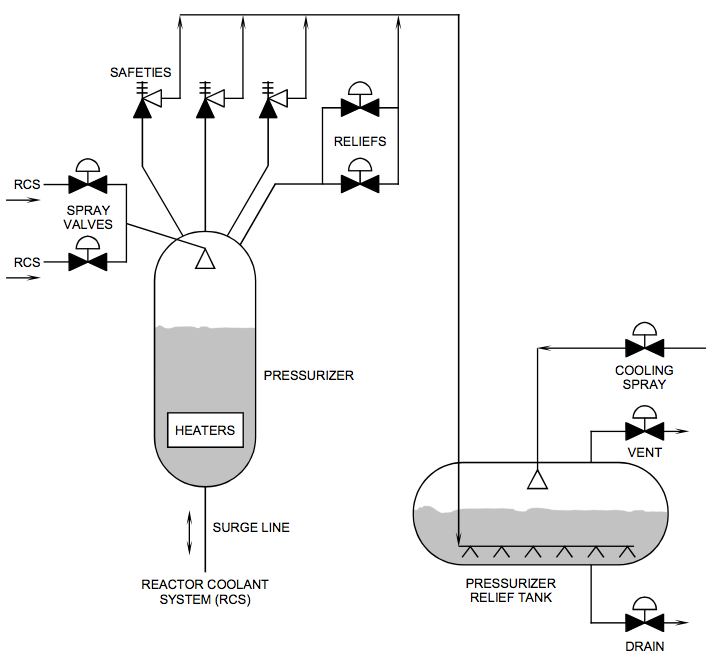 SAFETIES
RELIEFS
RCS
SPRAY
VALVES
RCS
PRESSURIZER
COOLING
SPRAY
HEATERS
VENT
SURGE LINE
REACTOR COOLANT
SYSTEM (RCS)
PRESSURIZER
RELIEF TANK
DRAIN